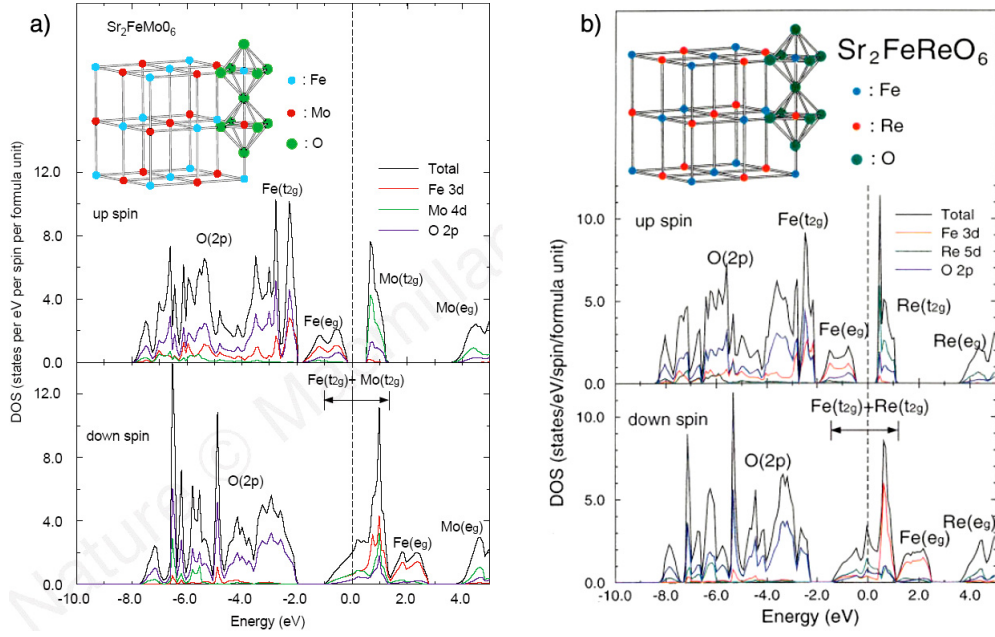 a)
Sr2FeMo06
: Fe
: Mo
: O
12.0
8.0
4.0
0.0
up spin
O(2p)
Fe(t2g)
Total
Fe 3d
Mo 4d
O 2p
Fe(eg)
Mo(t2g)
Mo(eg)
12.0
8.0
4.0
0.0
down spin
O(2p)
Fe(t2g)+ Mo(t2g)
Fe(eg)
Mo(eg)
-10.0 -8.0 -6.0 -4.0 -2.0 0.0 2.0 4.0
Energy (eV)
DOS (states per eV per spin per formula unit)
b)
Sr2FeReO6
: Fe
: Re
: O
10.0
5.0
0.0
up spin
O(2p)
Fe(t2g)
Total
Fe 3d
Re 5d
O 2p
Fe(eg)
Re(t2g)
Re(eg)
10.0
5.0
0.0
down spin
O(2p)
Fe(t2g)+Re(t2g)
Fe(eg)
Re(eg)
-10.0 -8.0 -6.0 -4.0 -2.0 0.0 2.0 4.0
Energy (eV)
DOS (states/eV/spin/formula unit)
Nature © Macmillan